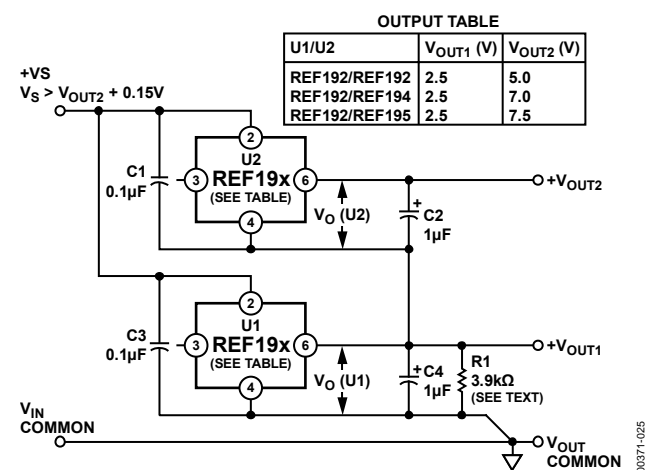 OUTPUT TABLE
U1/U2 VOUT1 (V) VOUT2 (V)
REF192/REF192 2.5 5.0
REF192/REF194 2.5 7.0
REF192/REF195 2.5 7.5
+VS
VS > VOUT2 + 0.15V
2
U2
C1
0.1µF
3
REF19x
6
(SEE TABLE)
4
VO (U2)
+
C2
1µF
+VOUT2
2
U1
C3
0.1µF
3
REF19x
6
(SEE TABLE)
4
VO (U1)
+
C4
1µF
R1
3.9kΩ
(SEE TEXT)
+VOUT1
VIN
COMMON
VOUT
COMMON
00371-025